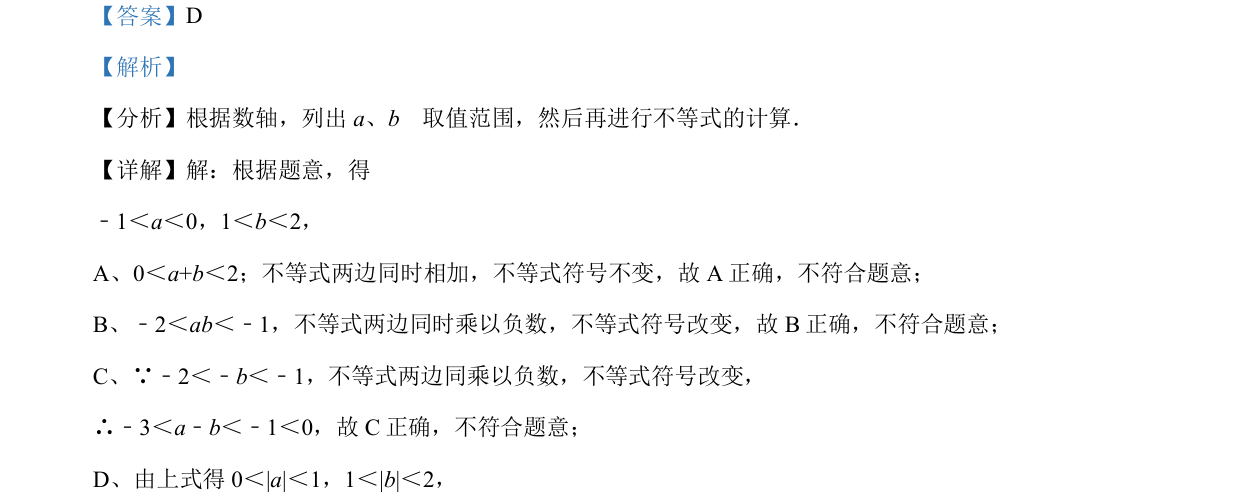 【答案】D
【解析】
【分析】根据数轴，列出 a、b 取值范围，然后再进行不等式的计算．
【详解】解：根据题意，得
﹣1＜a＜0，1＜b＜2，
A、0＜a+b＜2；不等式两边同时相加，不等式符号不变，故 A 正确，不符合题意；
B、﹣2＜ab＜﹣1，不等式两边同时乘以负数，不等式符号改变，故 B 正确，不符合题意；
C、∵﹣2＜﹣b＜﹣1，不等式两边同乘以负数，不等式符号改变，
∴﹣3＜a﹣b＜﹣1＜0，故 C 正确，不符合题意；
D、由上式得 0＜|a|＜1，1＜|b|＜2，